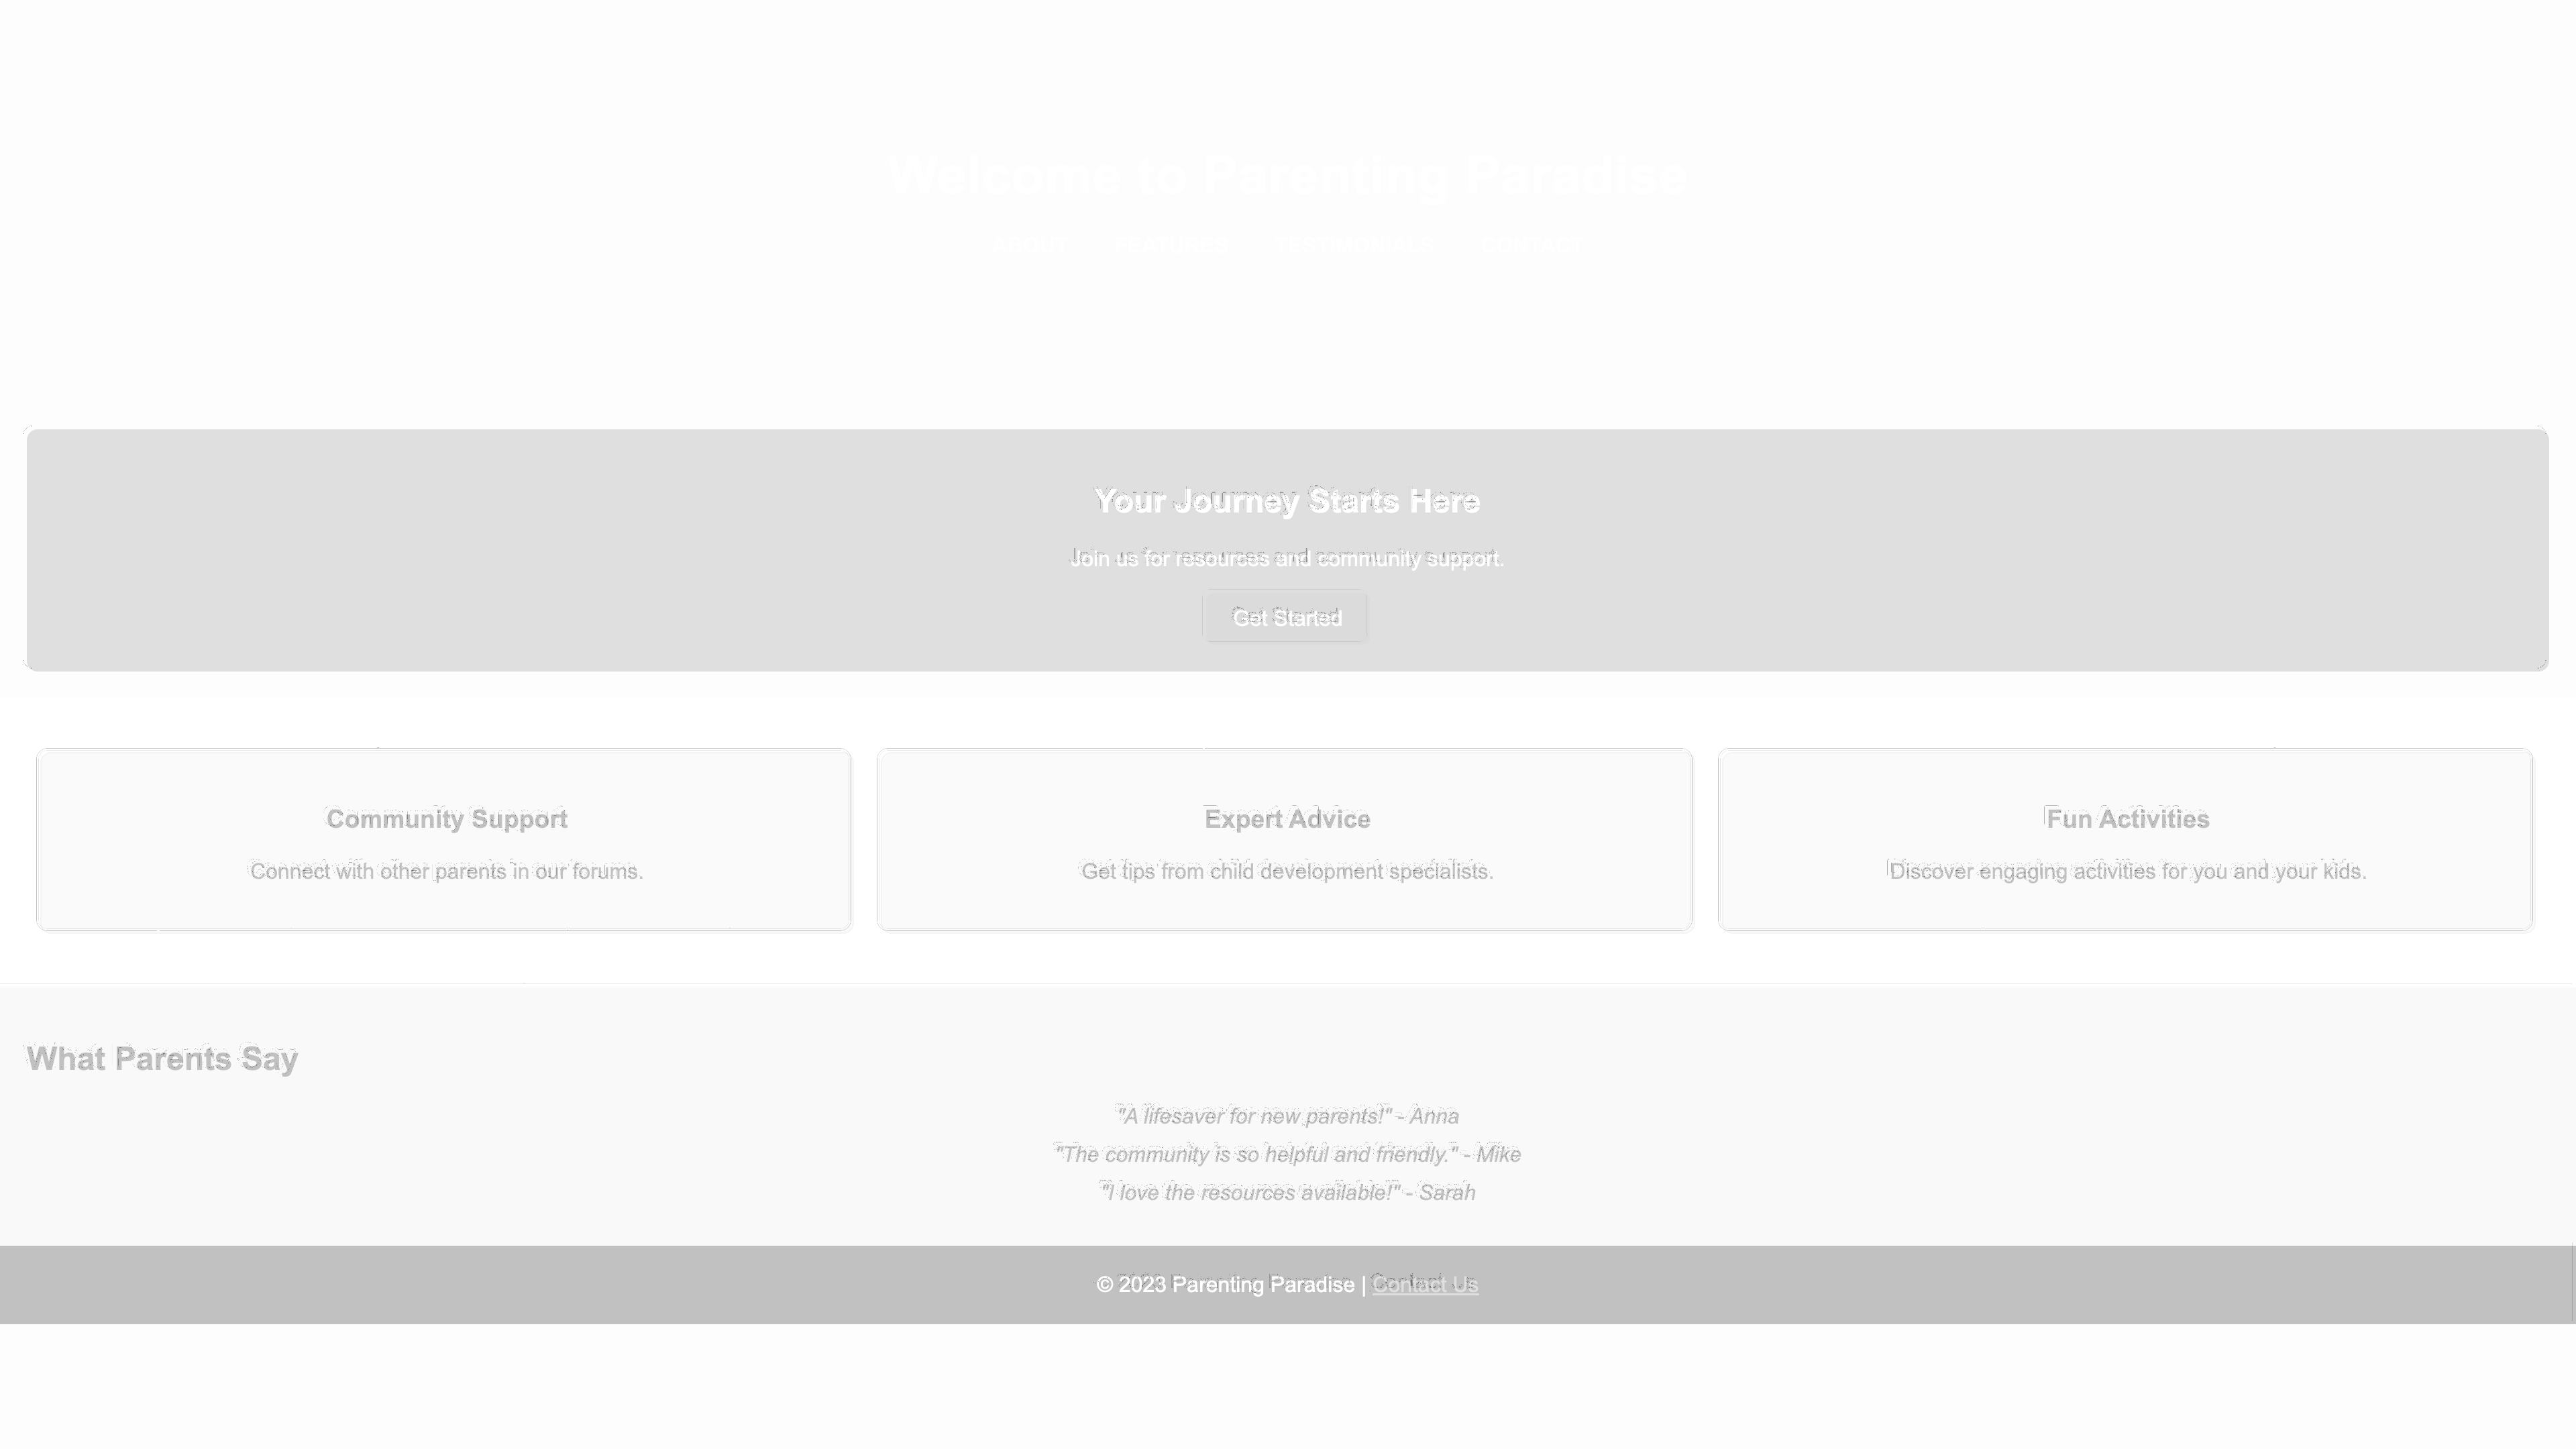 Welcome to Parenting Paradise
ABOUT FEATURES TESTIMONIALS CONTACT
Your Journey Starts Here
Join us for resources and community support.
Get Started
Community Support
Connect with other parents in our forums.
Expert Advice
Get tips from child development specialists.
Fun Activities
Discover engaging activities for you and your kids.
What Parents Say
"A lifesaver for new parents!" - Anna
"The community is so helpful and friendly." - Mike
"I love the resources available!" - Sarah
© 2023 Parenting Paradise | Contact Us